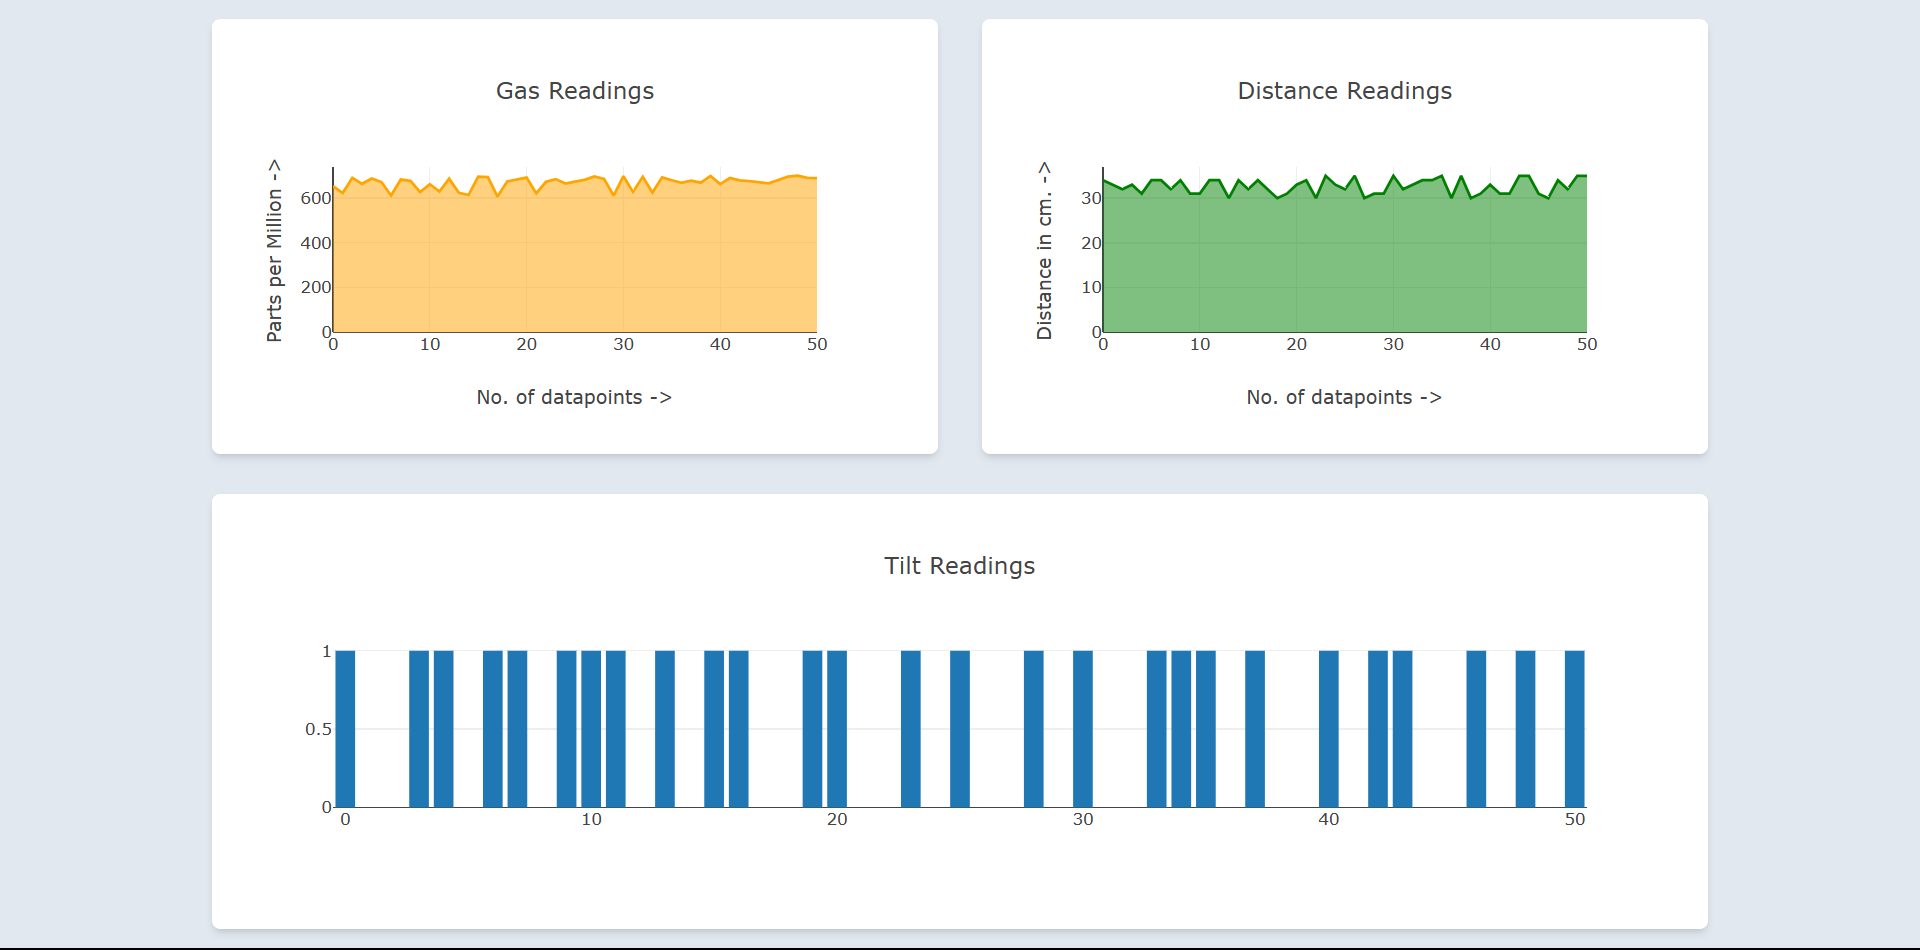 Gas Readings
Parts per Million ->
600
400
200
0
0 10 20 30 40 50
No. of datapoints ->
Distance Readings
Distance in cm. ->
30
20
10
0
0 10 20 30 40 50
No. of datapoints ->
Tilt Readings
1
0.5
0
0 10 20 30 40 50